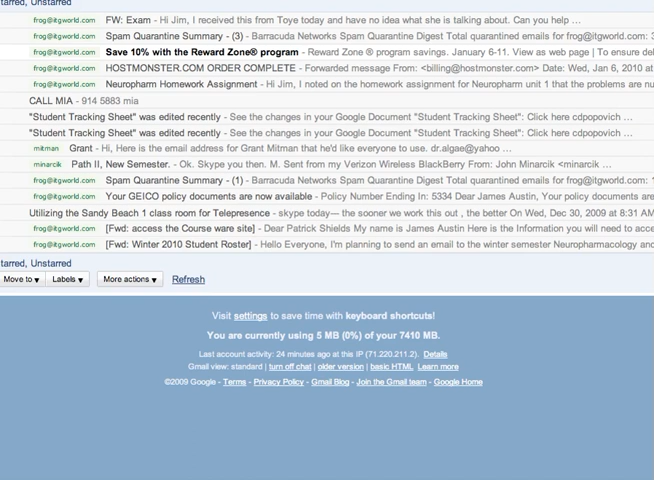 tarred, Unstarred
frog@itgworld.com FW: Exam - Hi Jim, I received this from Toye today and have no idea what she is talking about. Can you help ...
frog@itgworld.com Spam Quarantine Summary - (3) - Barracuda Networks Spam Quarantine Digest Total quarantined emails for frog@itgworld.com: 3
frog@itgworld.com Save 10% with the Reward Zone® program - Reward Zone ® program savings. January 6-11. View as web page | To ensure del
frog@itgworld.com HOSTMONSTER.COM ORDER COMPLETE - Forwarded message From: <billing@hostmonster.com> Date: Wed, Jan 6, 2010 at
frog@itgworld.com Neuropharm Homework Assignment - Hi Jim, I noted on the homework assignment for Neuropharm unit 1 that the problems are nu
CALL MIA - 914 5883 mia
"Student Tracking Sheet" was edited recently - See the changes in your Google Document "Student Tracking Sheet": Click here cdpopovich ...
"Student Tracking Sheet" was edited recently - See the changes in your Google Document "Student Tracking Sheet": Click here cdpopovich ...
mitman Grant - Hi, Here is the email address for Grant Mitman that he'd like everyone to use. dr.algae@yahoo ...
minarcik Path II, New Semester. - Ok. Skype you then. M. Sent from my Verizon Wireless BlackBerry From: John Minarcik <minarcik ...
frog@itgworld.com Spam Quarantine Summary - (1) - Barracuda Networks Spam Quarantine Digest Total quarantined emails for frog@itgworld.com:
frog@itgworld.com Your GEICO policy documents are now available - Policy Number Ending In: 5334 Dear James Austin, Your policy documents are
Utilizing the Sandy Beach 1 class room for Telepresence - skype today— the sooner we work this out , the better On Wed, Dec 30, 2009 at 8:31 AM
frog@itgworld.com [Fwd: access the Course ware site] - Dear Patrick Shields My name is James Austin Here is the Information you will need to acce
frog@itgworld.com [Fwd: Winter 2010 Student Roster] - Hello Everyone, I'm planning to send an email to the winter semester Neuropharmacology and
tarred, Unstarred
Move to ▼ Labels ▼ More actions ▼ Refresh
Visit settings to save time with keyboard shortcuts!
You are currently using 5 MB (0%) of your 7410 MB.
Last account activity: 24 minutes ago at this IP (71.220.211.2). Details
Gmail view: standard | turn off chat | older version | basic HTML Learn more
©2009 Google - Terms - Privacy Policy - Gmail Blog - Join the Gmail team - Google Home